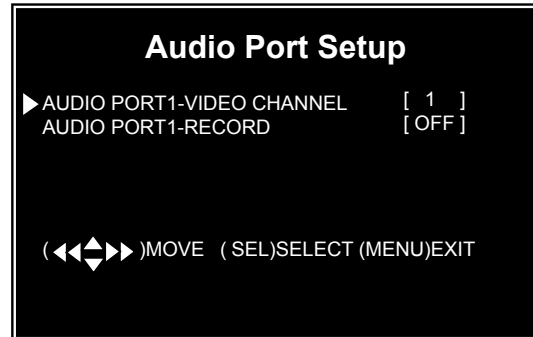 Audio Port Setup
AUDIO PORT1-VIDEO CHANNEL [ 1 ]
AUDIO PORT1-RECORD [ OFF ]
( )MOVE ( SEL)SELECT (MENU)EXIT